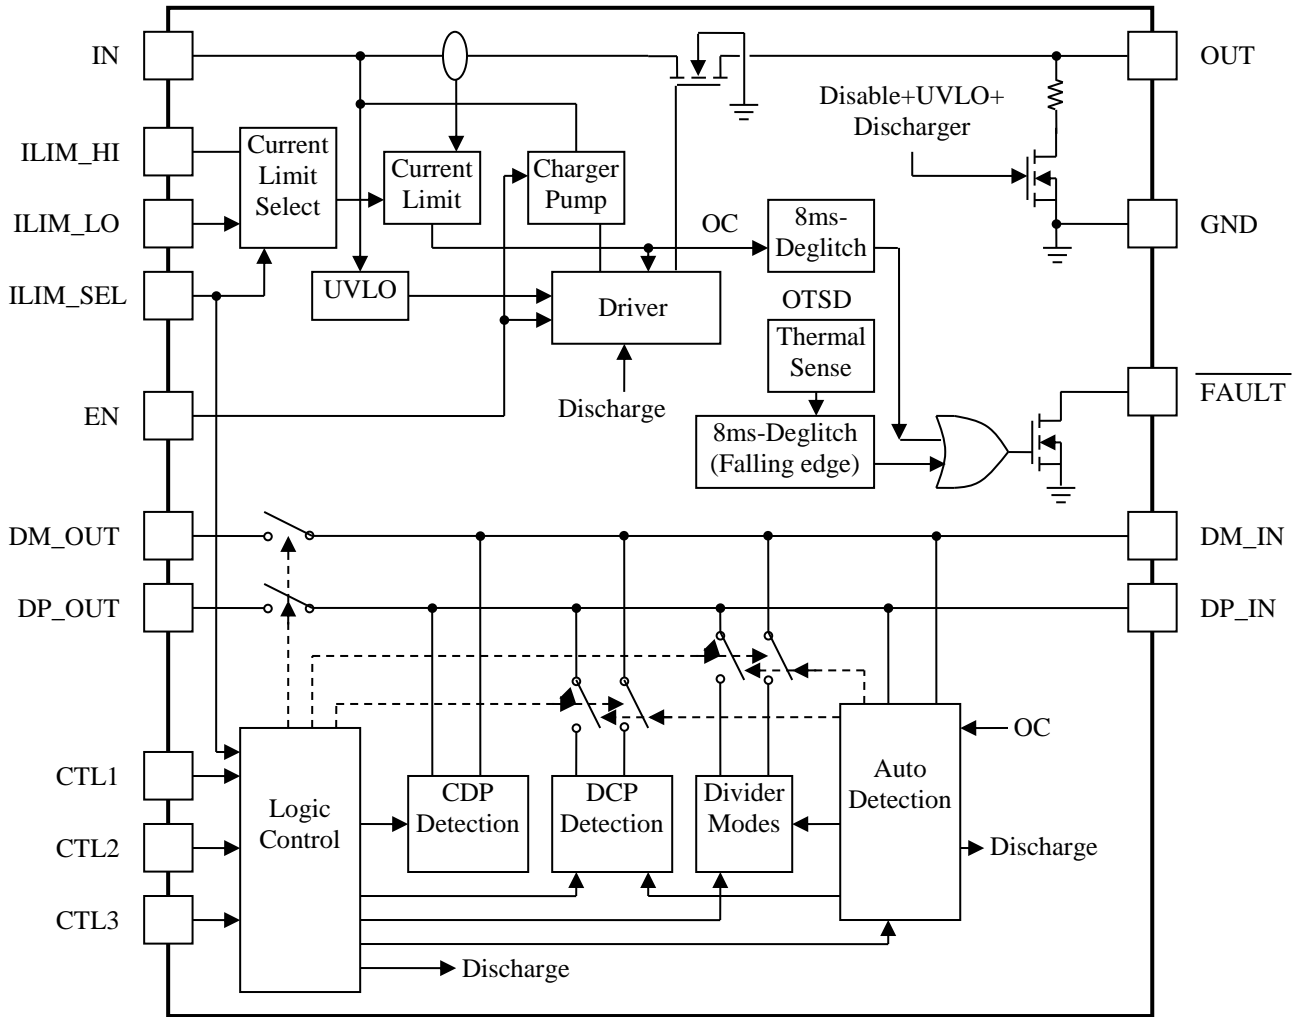 IN
OUT
Disable+UVLO+
Discharger
ILIM_HI
Current
Limit
Select
Current
Limit
Charger
Pump
ILIM_LO
OC
8ms-
Deglitch
GND
ILIM_SEL
UVLO
Driver
OTSD
Thermal
Sense
EN
Discharge
FAULT
8ms-Deglitch
(Falling edge)
DM_OUT
DM_IN
DP_OUT
DP_IN
OC
CTL1
Logic
Control
CDP
Detection
DCP
Detection
Divider
Modes
Auto
Detection
CTL2
Discharge
CTL3
Discharge